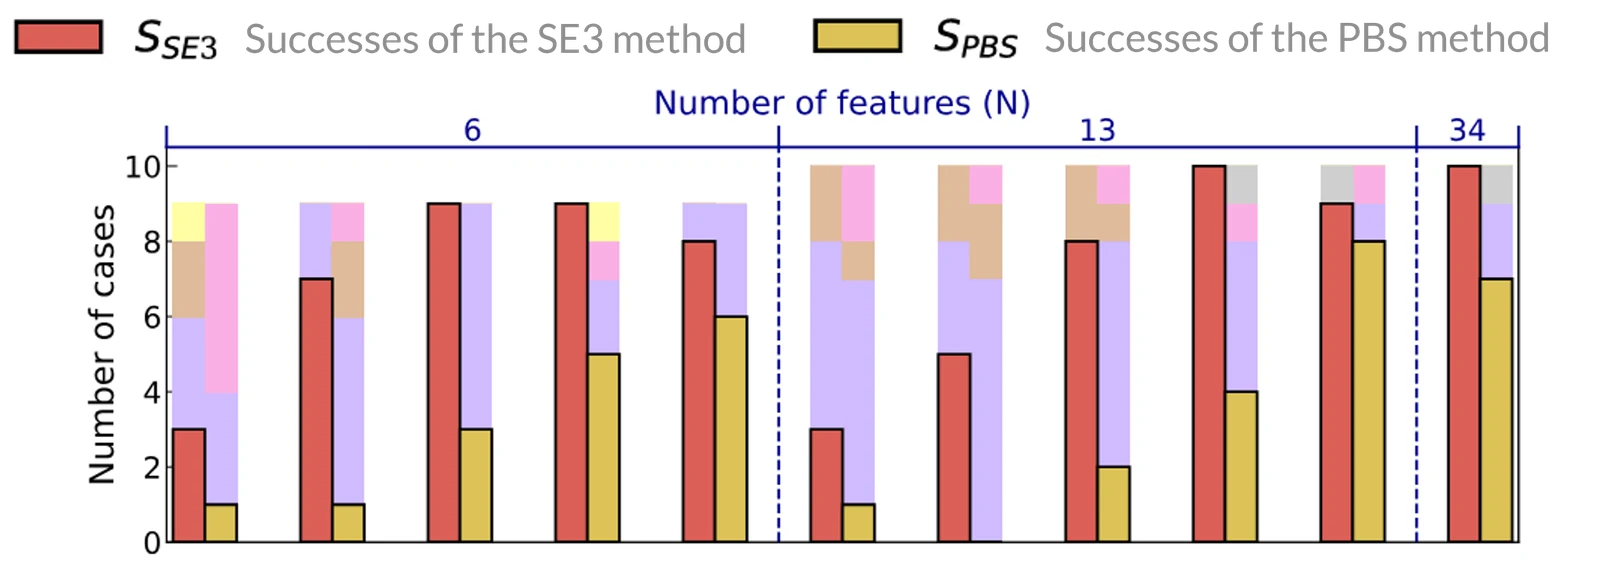 S_SE3 Successes of the SE3 method S_PBS Successes of the PBS method
Number of features (N)
6 13 34
Number of cases
10
8
6
4
2
0